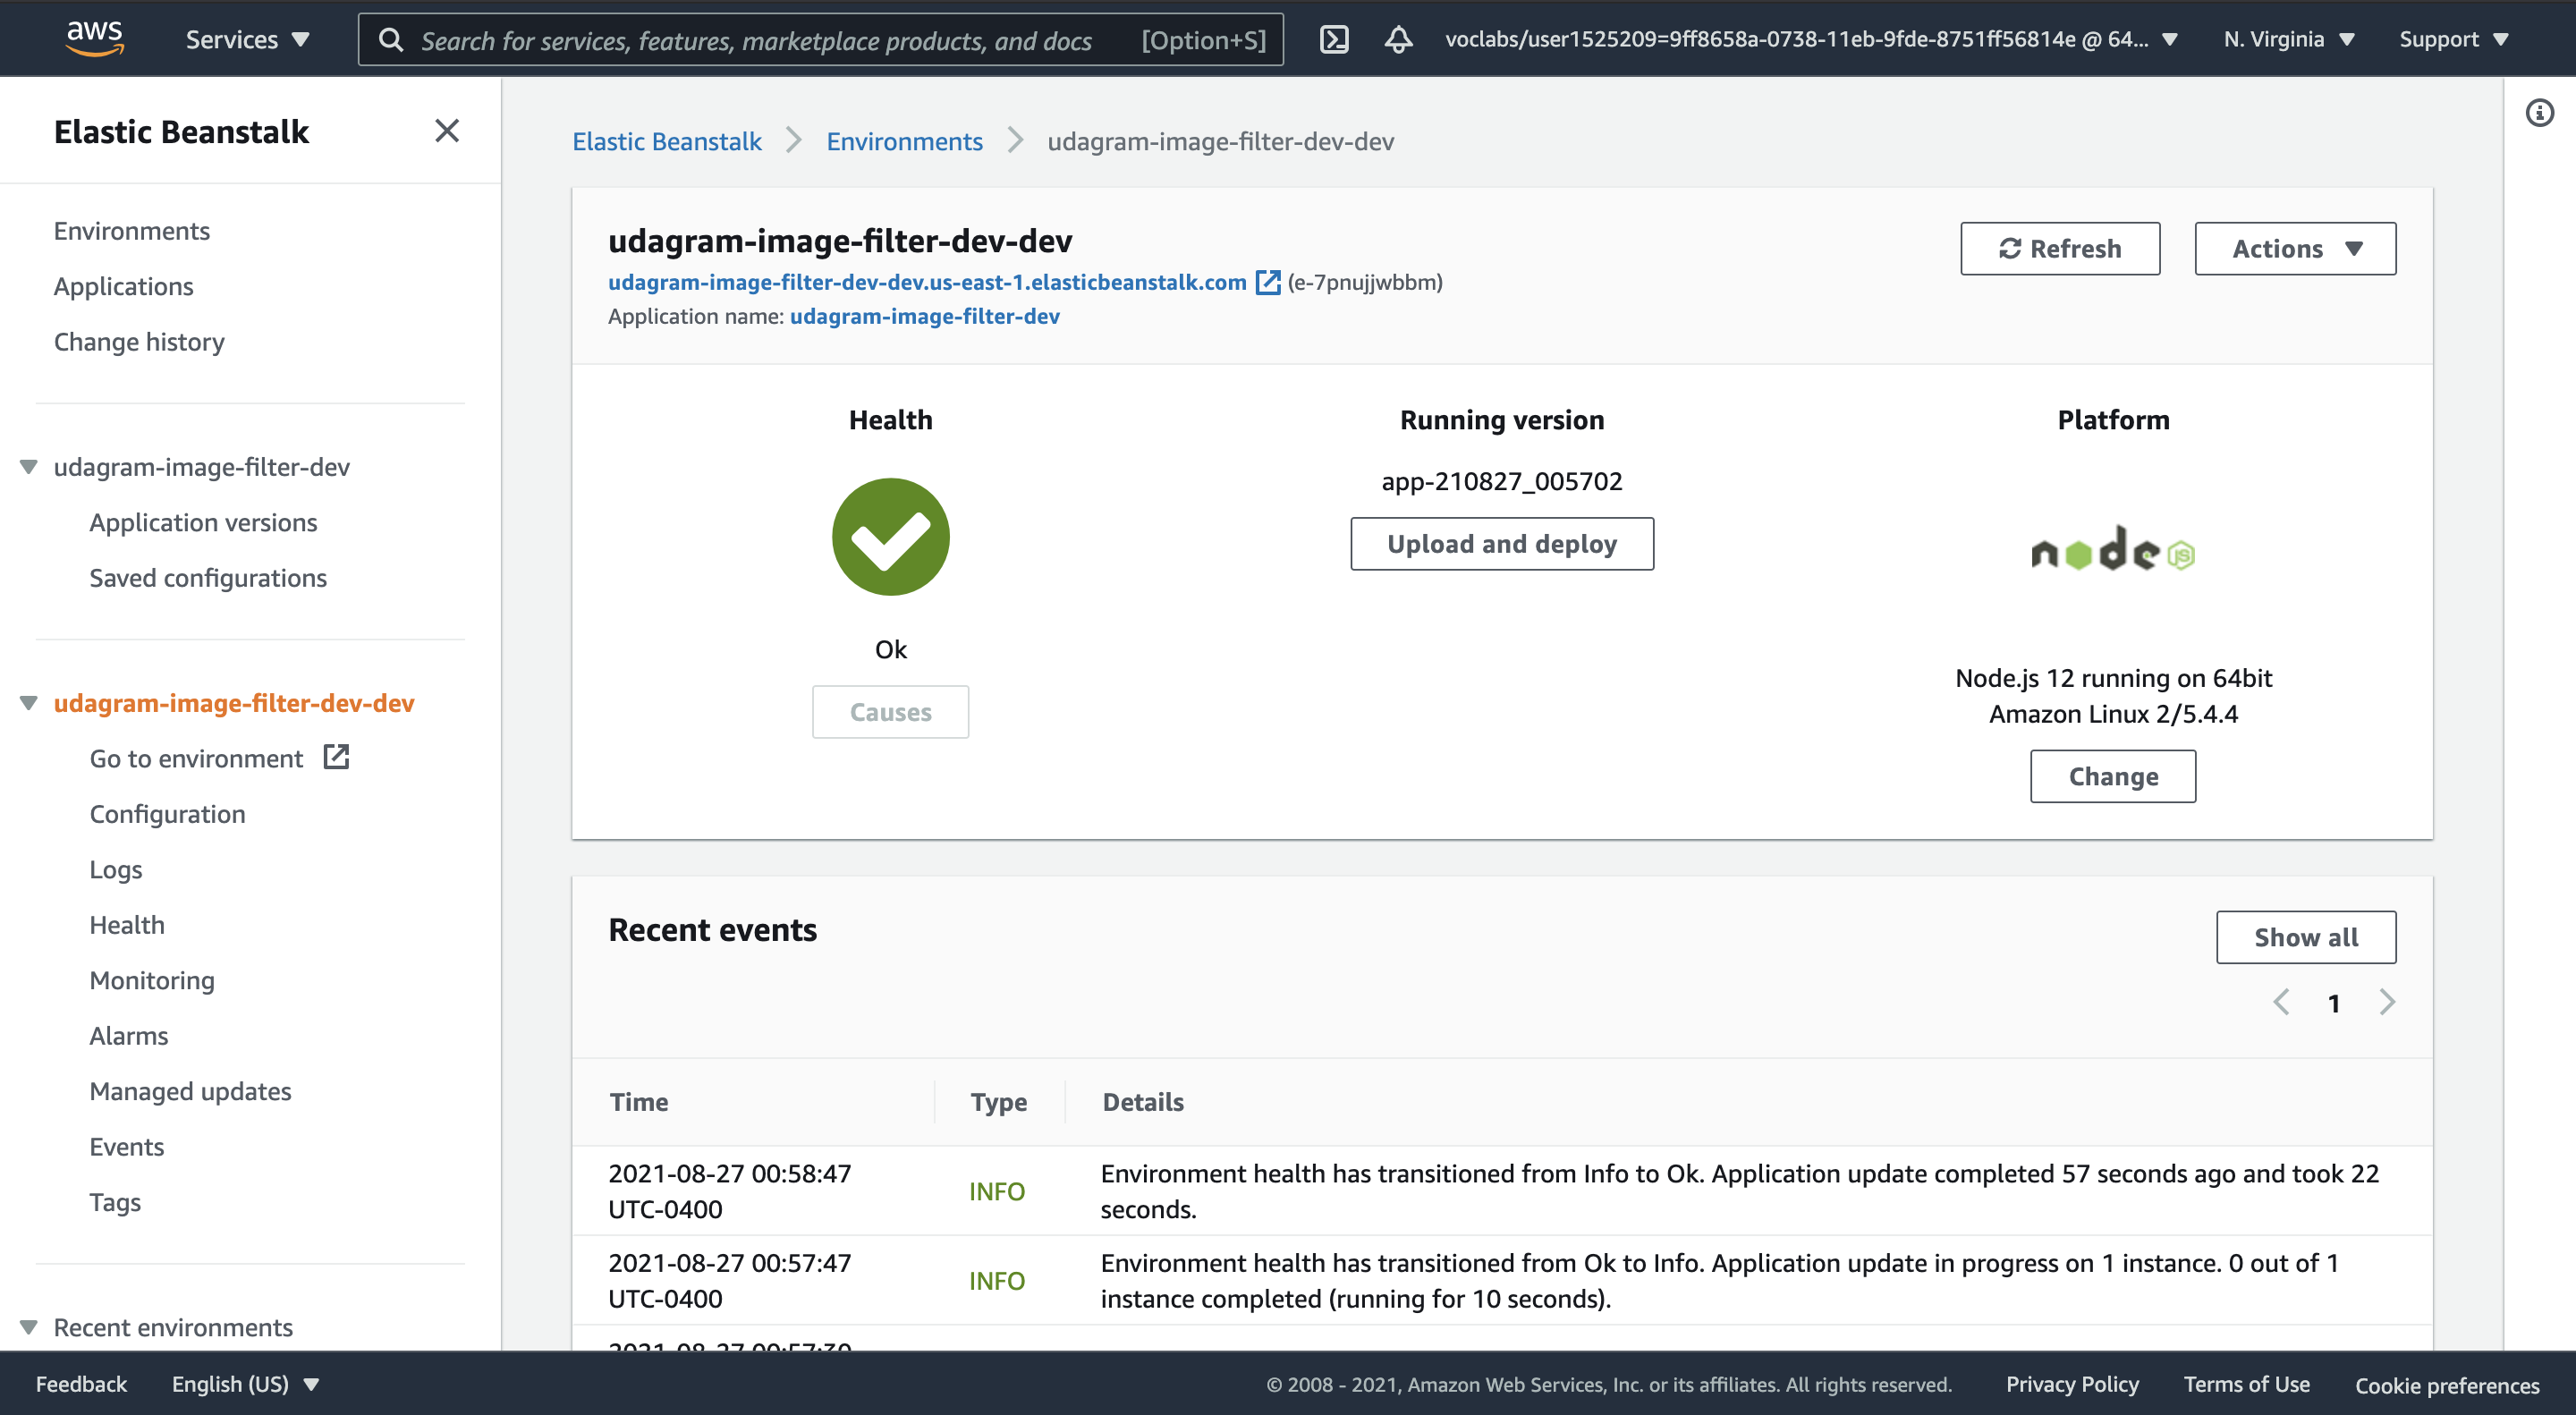 aws
Services
Search for services, features, marketplace products, and docs [Option+S]
voclabs/user1525209=9ff8658a-0738-11eb-9fde-8751ff56814e @ 64...
N. Virginia
Support
Elastic Beanstalk
Environments
Applications
Change history
udagram-image-filter-dev
Application versions
Saved configurations
udagram-image-filter-dev-dev
Go to environment
Configuration
Logs
Health
Monitoring
Alarms
Managed updates
Events
Tags
Recent environments
Elastic Beanstalk
Environments
udagram-image-filter-dev-dev
udagram-image-filter-dev-dev
udagram-image-filter-dev-dev.us-east-1.elasticbeanstalk.com (e-7pnujjwbbm)
Application name: udagram-image-filter-dev
Refresh
Actions
Health
Ok
Causes
Running version
app-210827_005702
Upload and deploy
Platform
node JS
Node.js 12 running on 64bit
Amazon Linux 2/5.4.4
Change
Recent events
Show all
1
Time
Type
Details
2021-08-27 00:58:47
UTC-0400
INFO
Environment health has transitioned from Info to Ok. Application update completed 57 seconds ago and took 22
seconds.
2021-08-27 00:57:47
UTC-0400
INFO
Environment health has transitioned from Ok to Info. Application update in progress on 1 instance. 0 out of 1
instance completed (running for 10 seconds).
2021-08-27 00:57:30
Feedback
English (US)
© 2008 - 2021, Amazon Web Services, Inc. or its affiliates. All rights reserved.
Privacy Policy
Terms of Use
Cookie preferences